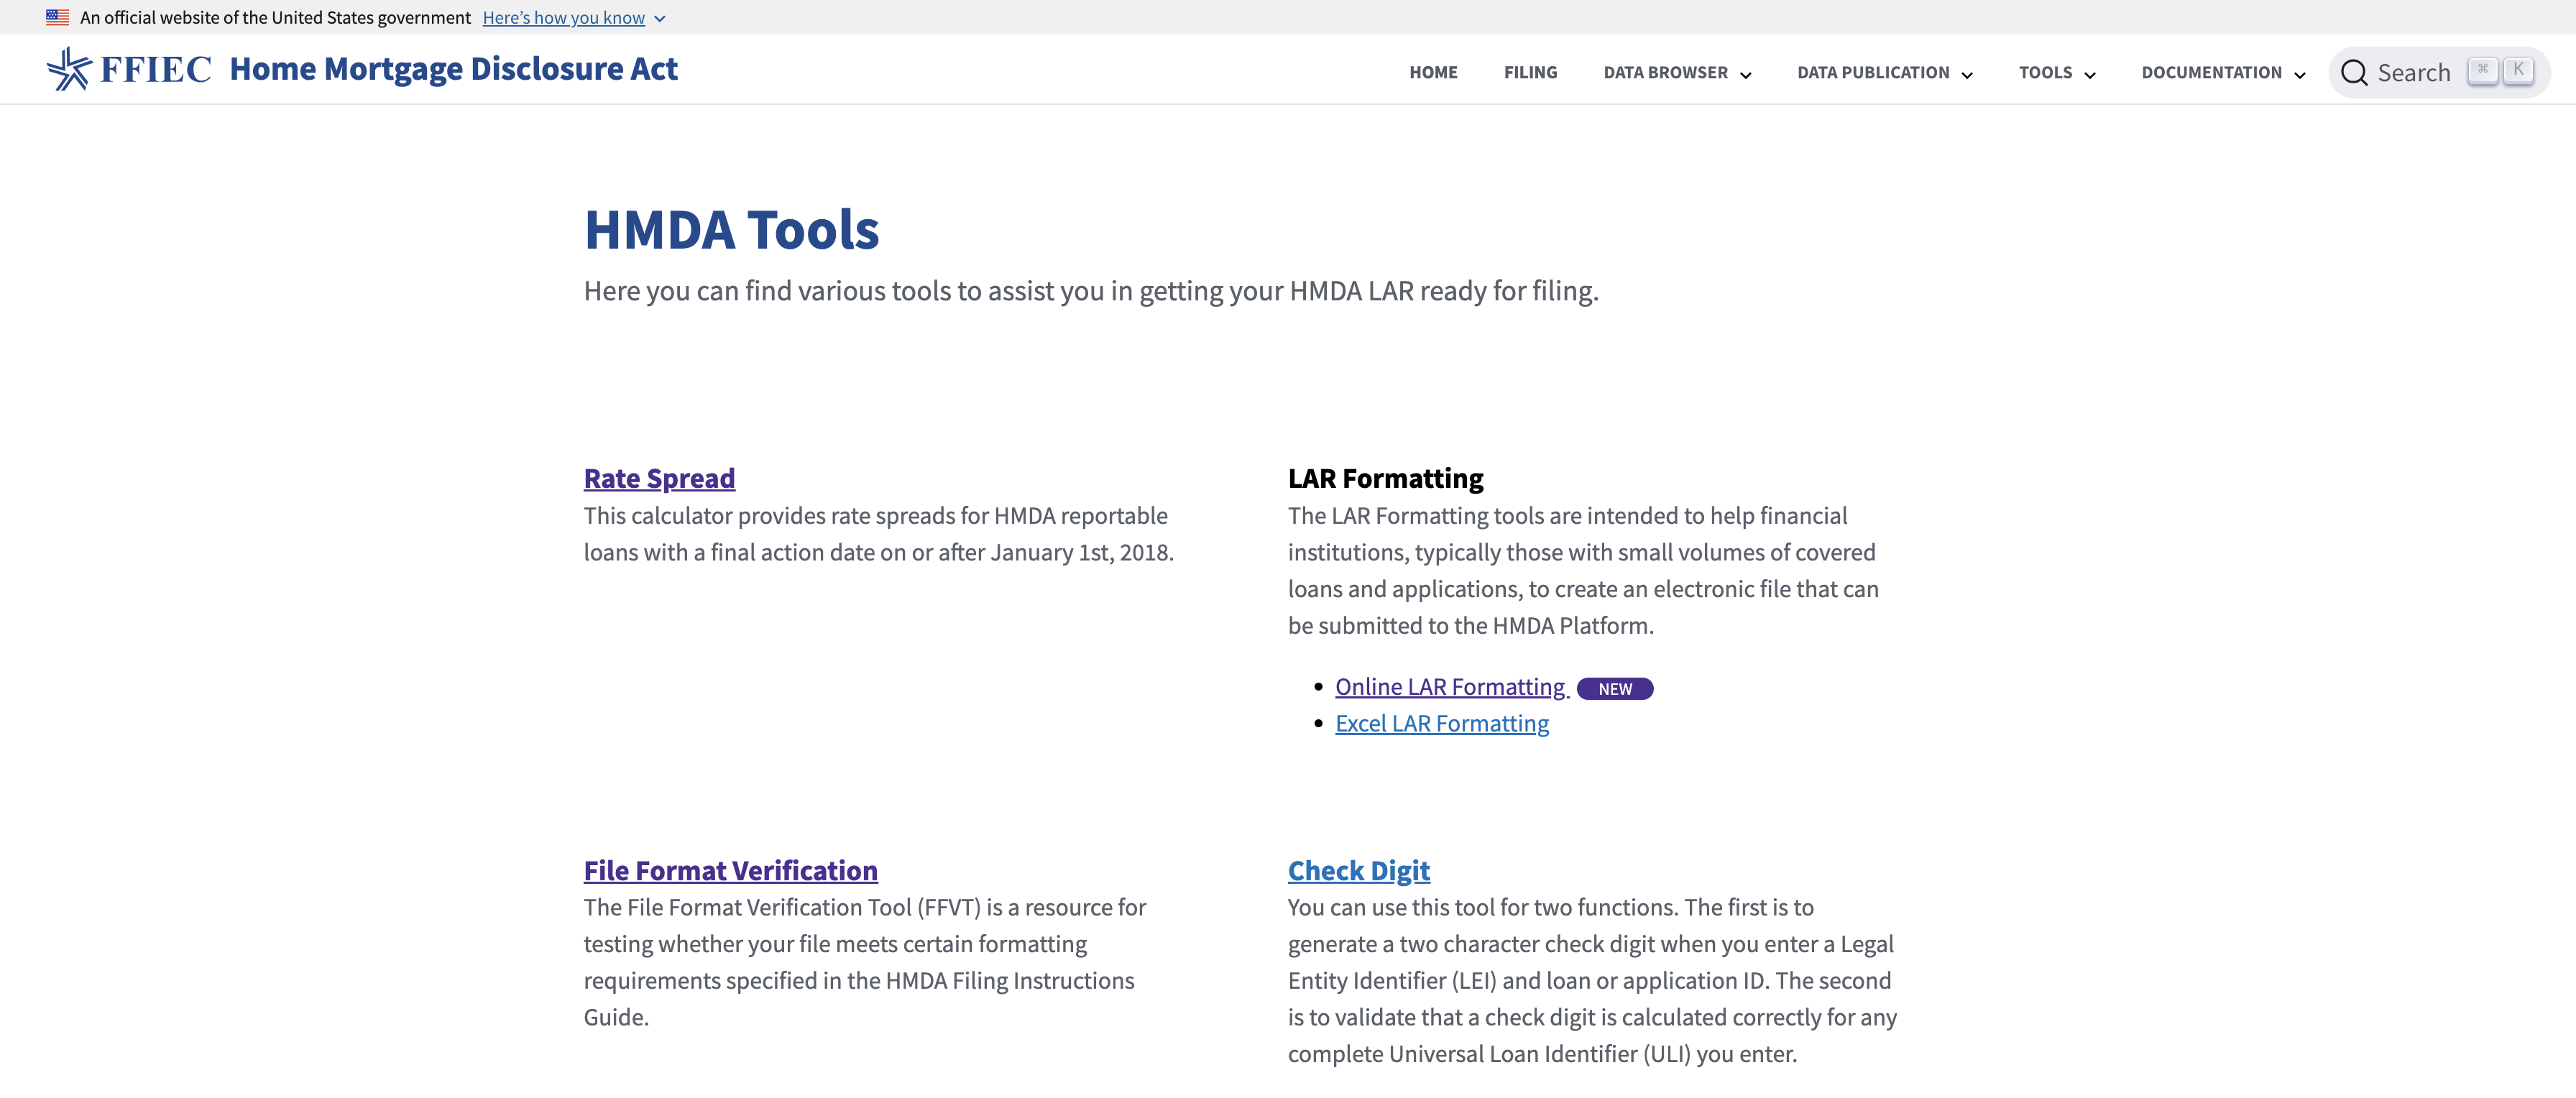 An official website of the United States government Here's how you know
FFIEC Home Mortgage Disclosure Act
HOME FILING DATA BROWSER DATA PUBLICATION TOOLS DOCUMENTATION Search ⌘ K
HMDA Tools
Here you can find various tools to assist you in getting your HMDA LAR ready for filing.
Rate Spread
This calculator provides rate spreads for HMDA reportable
loans with a final action date on or after January 1st, 2018.
LAR Formatting
The LAR Formatting tools are intended to help financial
institutions, typically those with small volumes of covered
loans and applications, to create an electronic file that can
be submitted to the HMDA Platform.
• Online LAR Formatting NEW
• Excel LAR Formatting
File Format Verification
The File Format Verification Tool (FFVT) is a resource for
testing whether your file meets certain formatting
requirements specified in the HMDA Filing Instructions
Guide.
Check Digit
You can use this tool for two functions. The first is to
generate a two character check digit when you enter a Legal
Entity Identifier (LEI) and loan or application ID. The second
is to validate that a check digit is calculated correctly for any
complete Universal Loan Identifier (ULI) you enter.